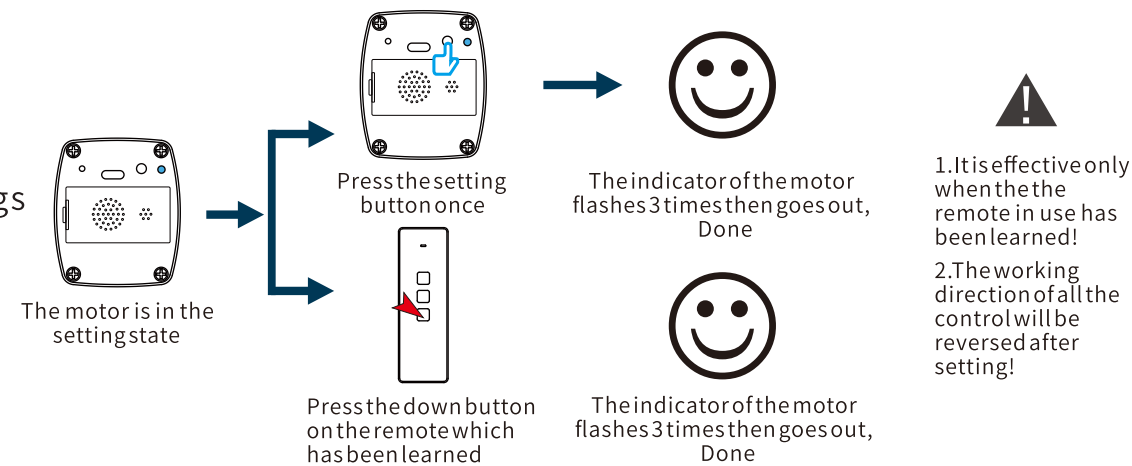 gs
The motor is in the
setting state
Press the setting
button once
The indicator of the motor
flashes 3 times then goes out,
Done
Press the down button
on the remote which
has been learned
The indicator of the motor
flashes 3 times then goes out,
Done
!
1.It is effective only
when the the
remote in use has
been learned!
2.The working
direction of all the
control will be
reversed after
setting!